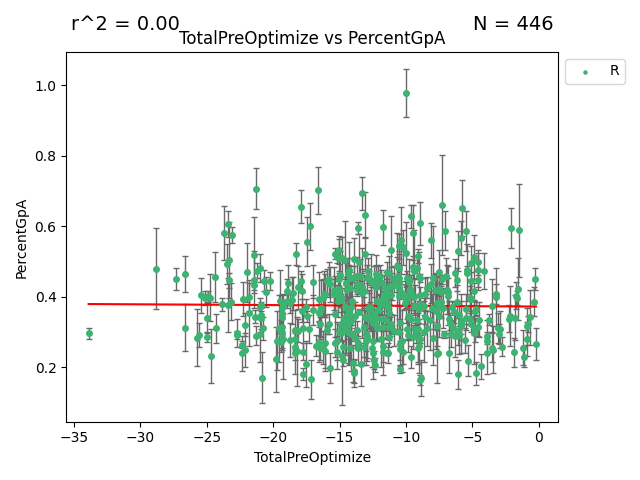 r^2 = 0.00
N = 446
TotalPreOptimize vs PercentGpA
R
1.0
0.8
0.6
0.4
0.2
PercentGpA
−35
−30
−25
−20
−15
−10
−5
0
TotalPreOptimize